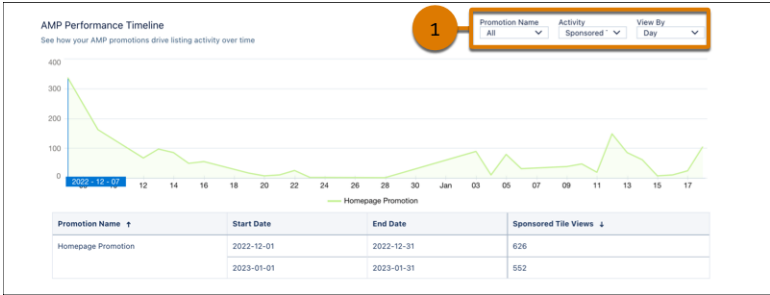 AMP Performance Timeline
See how your AMP promotions drive listing activity over time
1
Promotion Name Activity View By
All Sponsored T Day
400
300
200
100
0
2022 - 12 - 07 12 14 16 18 20 22 24 26 28 30 Jan 03 05 07 09 11 13 15 17
Homepage Promotion
Promotion Name ↑ Start Date End Date Sponsored Tile Views ↓
Homepage Promotion 2022-12-01 2022-12-31 626
2023-01-01 2023-01-31 552